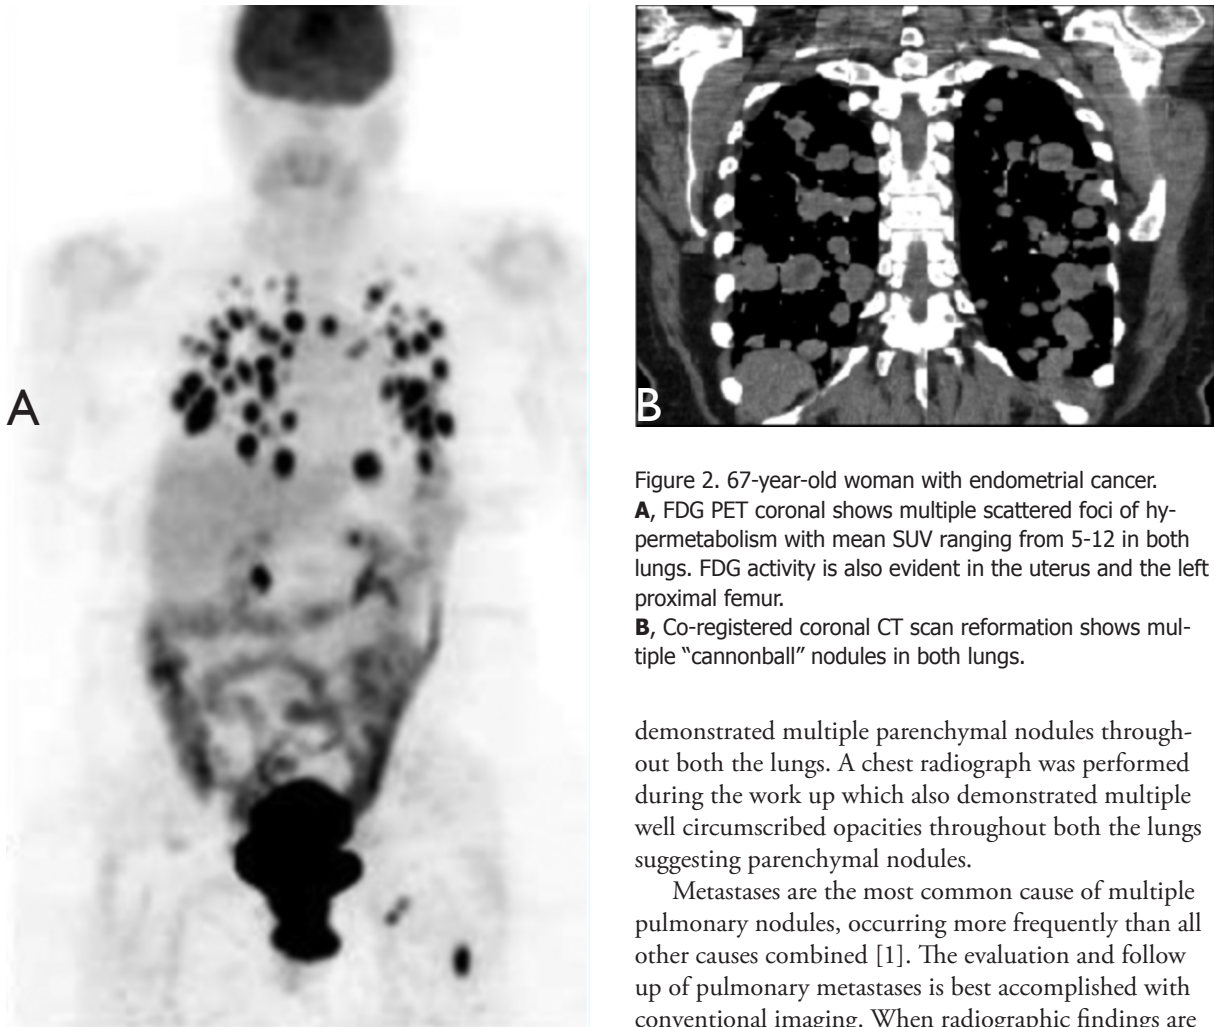 A
B
Figure 2. 67-year-old woman with endometrial cancer.
A, FDG PET coronal shows multiple scattered foci of hy-
permetabolism with mean SUV ranging from 5-12 in both
lungs. FDG activity is also evident in the uterus and the left
proximal femur.
B, Co-registered coronal CT scan reformation shows mul-
tiple “cannonball” nodules in both lungs.
demonstrated multiple parenchymal nodules through-
out both the lungs. A chest radiograph was performed
during the work up which also demonstrated multiple
well circumscribed opacities throughout both the lungs
suggesting parenchymal nodules.
Metastases are the most common cause of multiple
pulmonary nodules, occurring more frequently than all
other causes combined [1]. The evaluation and follow
up of pulmonary metastases is best accomplished with
conventional imaging. When radiographic findings are